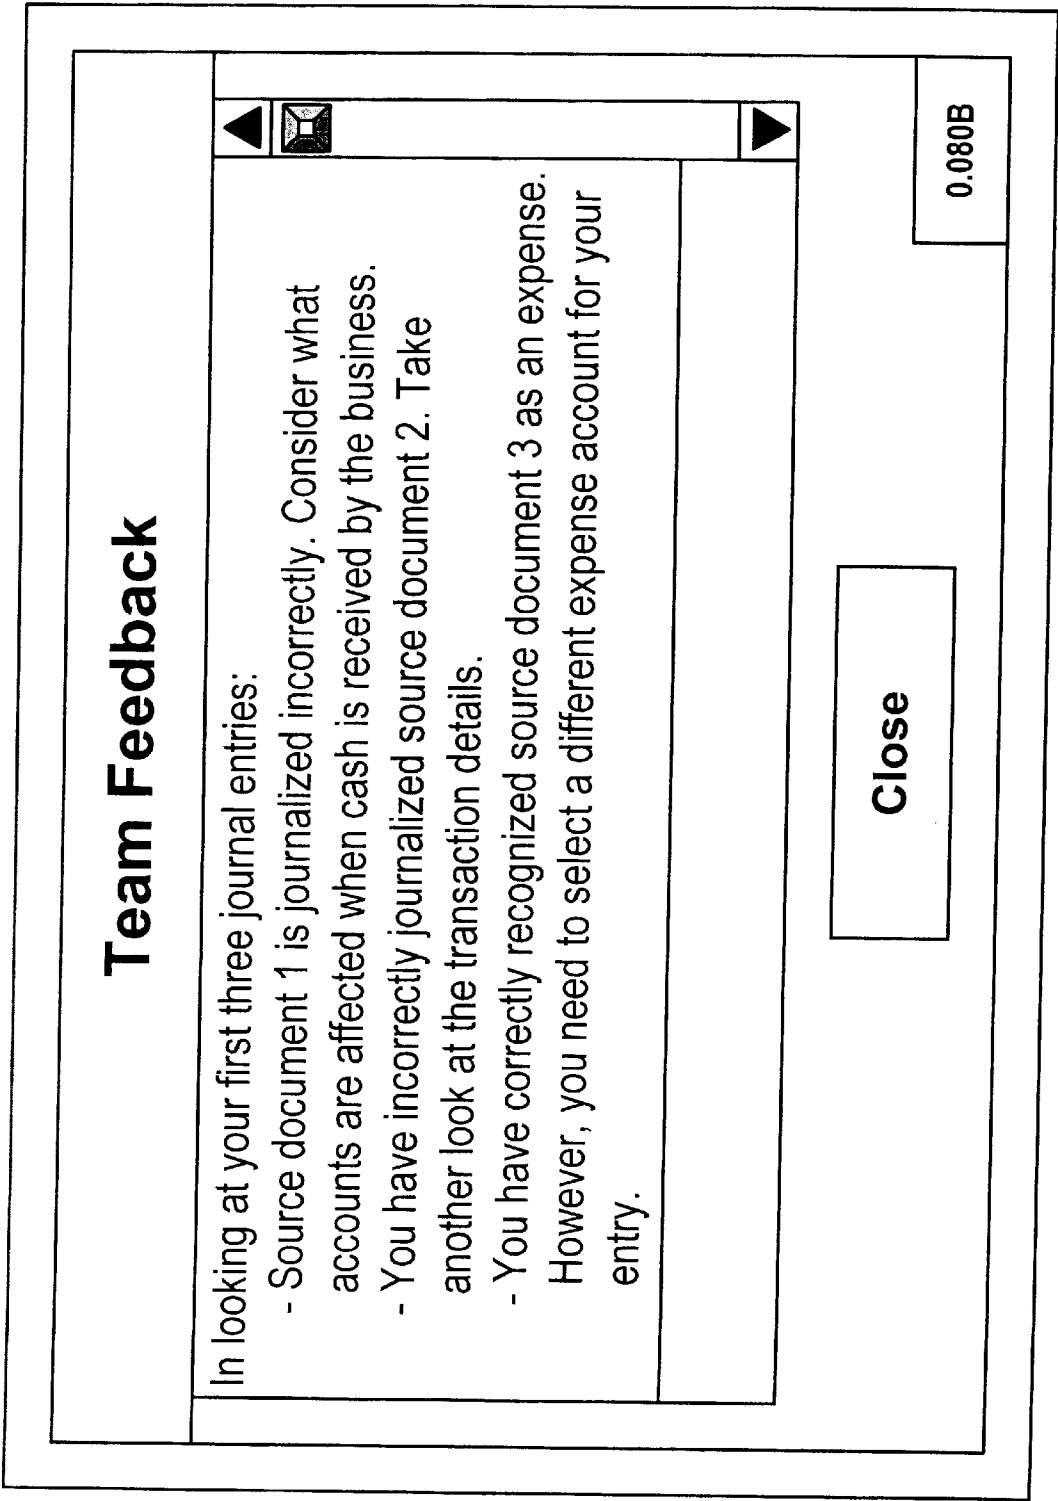 Team Feedback
In looking at your first three journal entries:
- Source document 1 is journalized incorrectly. Consider what
accounts are affected when cash is received by the business.
- You have incorrectly journalized source document 2. Take
another look at the transaction details.
- You have correctly recognized source document 3 as an expense.
However, you need to select a different expense account for your
entry.
Close
0.080B